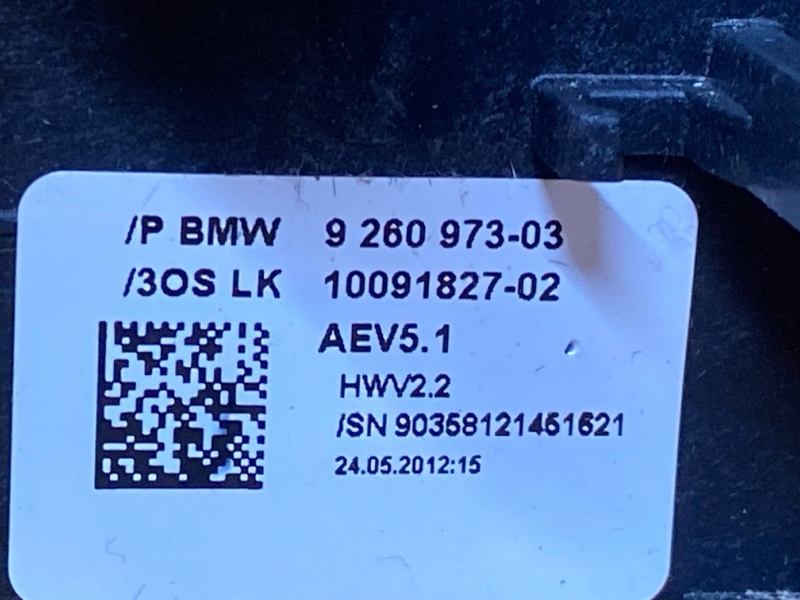 /P BMW 9 260 973-03
/3OS LK 10091827-02
AEV5.1
HWV2.2
/SN 90358121451621
24.05.2012:15